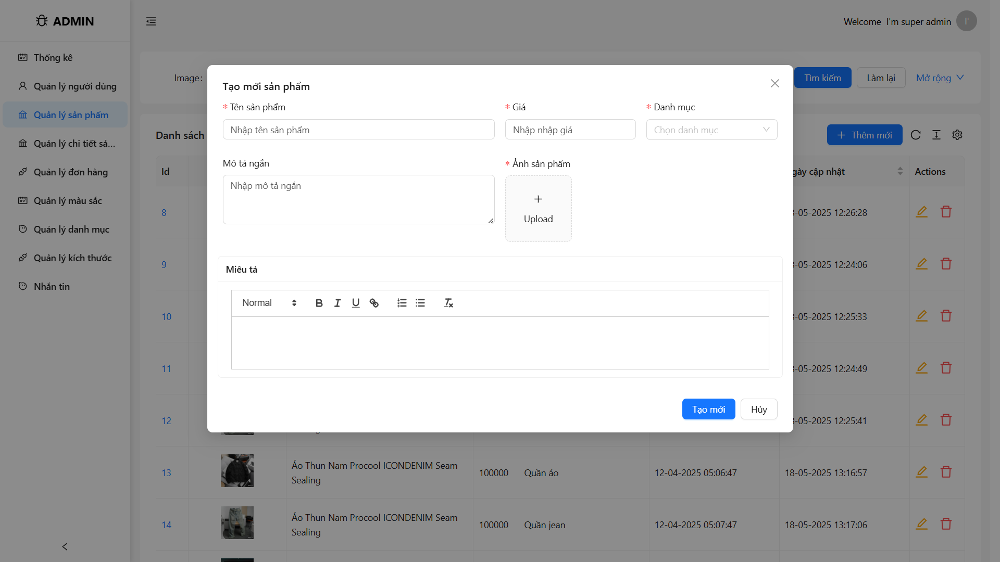 ADMIN
Welcome I'm super admin
I'
Thống kê
Quản lý người dùng
Quản lý sản phẩm
Quản lý chi tiết sả...
Quản lý đơn hàng
Quản lý màu sắc
Quản lý danh mục
Quản lý kích thước
Nhắn tin
Image:
Tìm kiếm
Làm lại
Mở rộng
Danh sách
Thêm mới
Tạo mới sản phẩm
* Tên sản phẩm
* Giá
* Danh mục
Nhập tên sản phẩm
Nhập nhập giá
Chọn danh mục
Mô tả ngắn
* Ảnh sản phẩm
Nhập mô tả ngắn
Upload
Miêu tả
Normal
Tạo mới
Hủy
Id
cập nhật
Actions
8
-05-2025 12:26:28
9
-05-2025 12:24:06
10
-05-2025 12:25:33
11
-05-2025 12:24:49
12
-05-2025 12:25:41
13
Áo Thun Nam Procool ICONDENIM Seam
Sealing
100000
Quần áo
12-04-2025 05:06:47
18-05-2025 13:16:57
14
Áo Thun Nam Procool ICONDENIM Seam
Sealing
100000
Quần jean
12-04-2025 05:07:47
18-05-2025 13:17:06